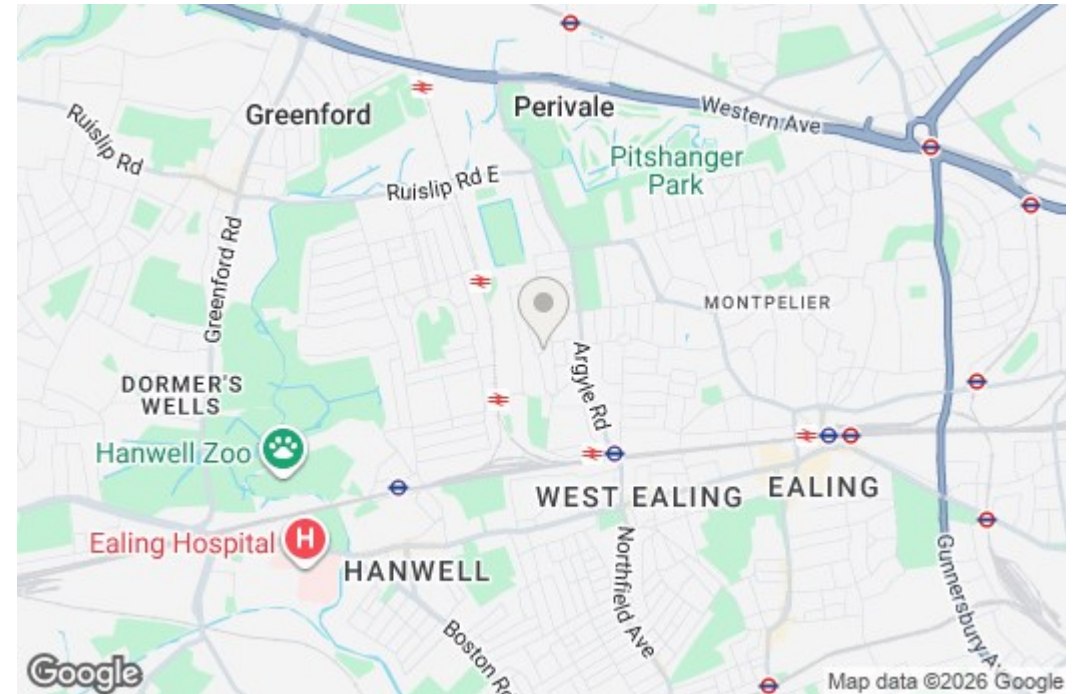 Greenford
Perivale
Western Ave
Ruislip Rd
Pitshanger
Park
Ruislip Rd E
Greenford Rd
MONTPELIER
Argyle Rd
DORMER'S
WELLS
Hanwell Zoo
WEST EALING
EALING
Ealing Hospital
H
HANWELL
Northfield Ave
Gunnersbury Av
Boston R
Google
Map data ©2026 Google